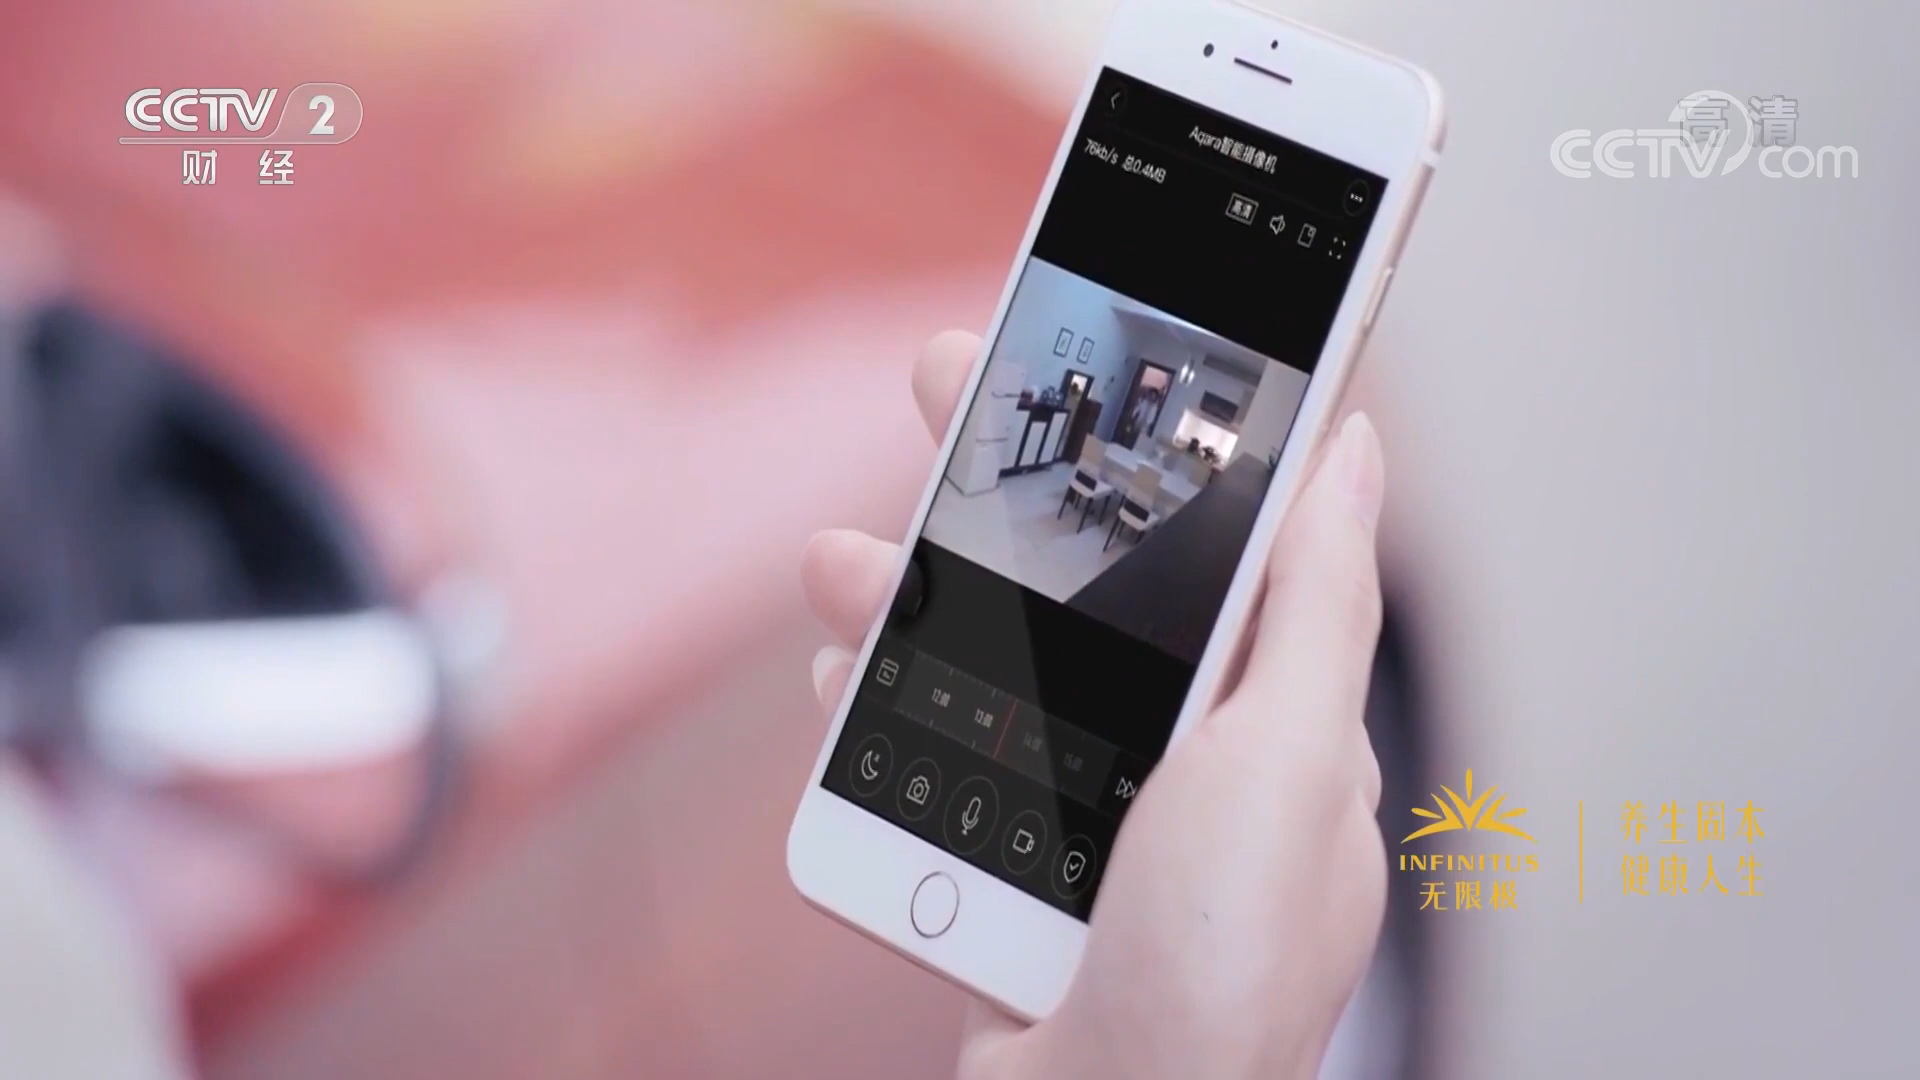 CCTV 2
财 经
高清
CCTV.com
Aqara智能摄像机
76kb/s 总0.4MB
高清
12:00
13:00
14:00
15:00
INFINITUS
无限极
养生固本
健康人生